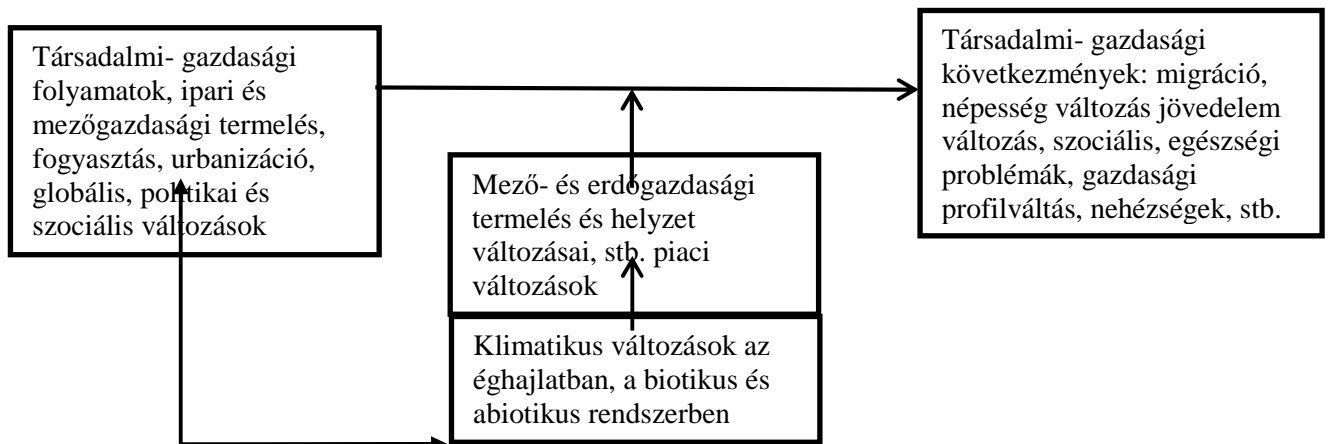 Társadalmi- gazdasági
folyamatok, ipari és
mezőgazdasági termelés,
fogyasztás, urbanizáció,
globális, politikai és
szociális változások
Mező- és erdőgazdasági
termelés és helyzet
változásai, stb. piaci
változások
Klimatikus változások az
éghajlatban, a biotikus és
abiotikus rendszerben
Társadalmi- gazdasági
következmények: migráció,
népesség változás jövedelem
változás, szociális, egészségi
problémák, gazdasági
profilváltás, nehézségek, stb.